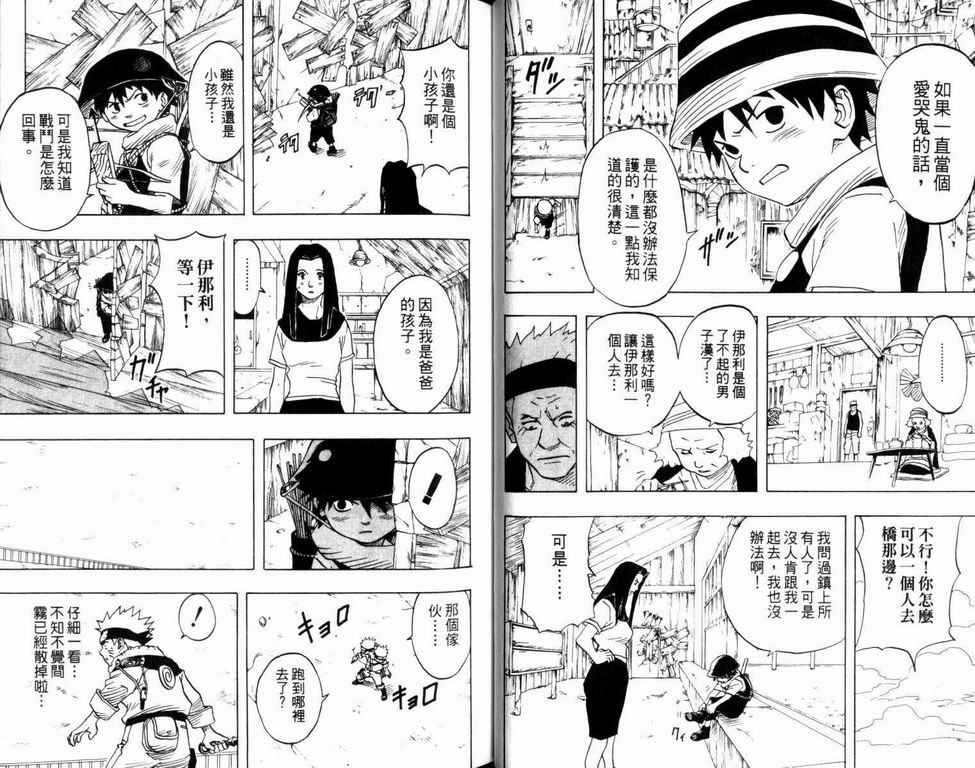 如果一直當個
愛哭鬼的話，
是什麼都沒辦法保
護的，這一點我知
道的很清楚。
ダッ
ザッ
………
伊那利是個
了不起的男
子漢了…
這樣好嗎？
讓伊那利一
個人去…
不行！你怎麼
可以一個人去
橋那邊？
我問過鎮上所
有人了，可是
沒人肯跟我一
起去，我也沒
辦法啊！
可是……
クィ
你還是個
小孩子啊！
テク
テク
雖然我還是
小孩子…
可是我知道
戰鬥是怎麼
回事。
因為我是爸爸
的孩子。
………
伊那利，
等一下！
ガチャ
！
那個傢
伙……
キョロ
キョロ
跑到哪裡
去了？
！
仔細一看…
不知不覺間
霧已經散掉啦…